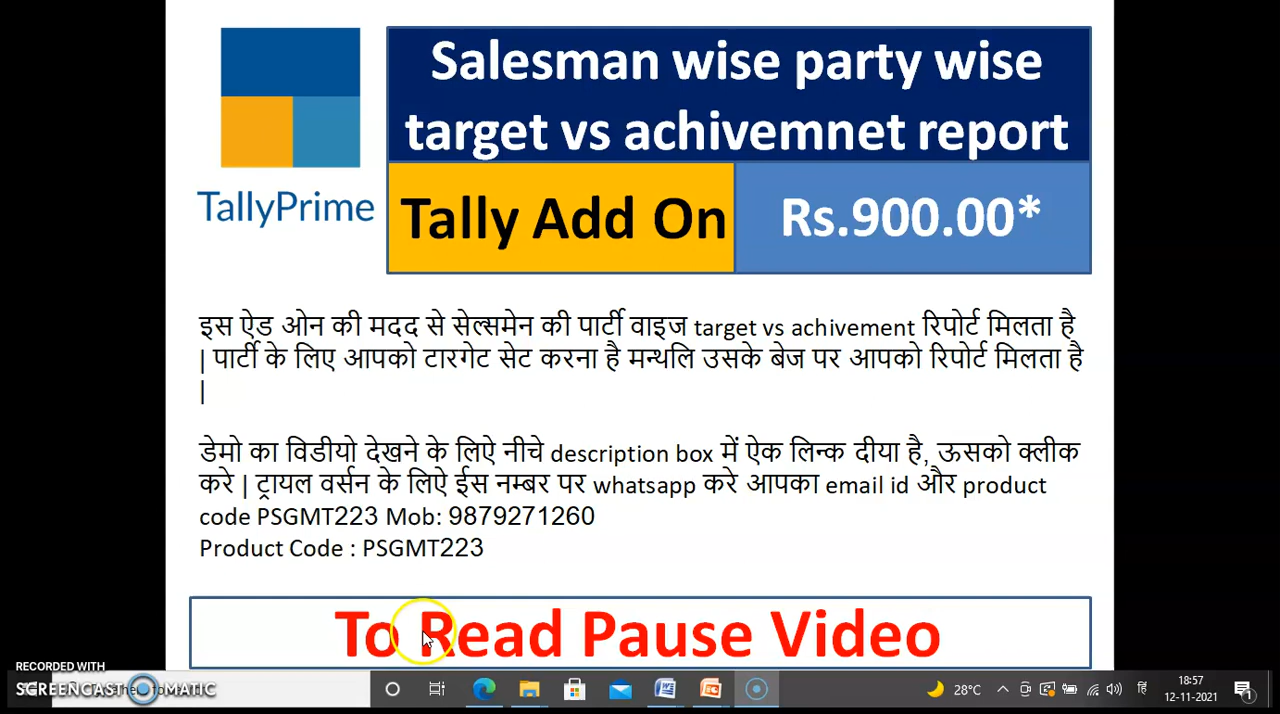 Salesman wise party wise
target vs achivemnet report
TallyPrime
Tally Add On
Rs.900.00*
इस ऐड ओन की मदद से सेल्समेन की पार्टी वाइज target vs achivement रिपोर्ट मिलता है
| पार्टी के लिए आपको टारगेट सेट करना है मन्थलि उसके बेज पर आपको रिपोर्ट मिलता है
|
डेमो का विडीयो देखने के लिऐ नीचे description box में ऐक लिन्क दीया है, ऊसको क्लीक
करे | ट्रायल वर्सन के लिऐ ईस नम्बर पर whatsapp करे आपका email id और product
code PSGMT223 Mob: 9879271260
Product Code : PSGMT223
To Read Pause Video
RECORDED WITH
SCREENCAST MATIC
28°C
हिं
18:57
12-11-2021
1